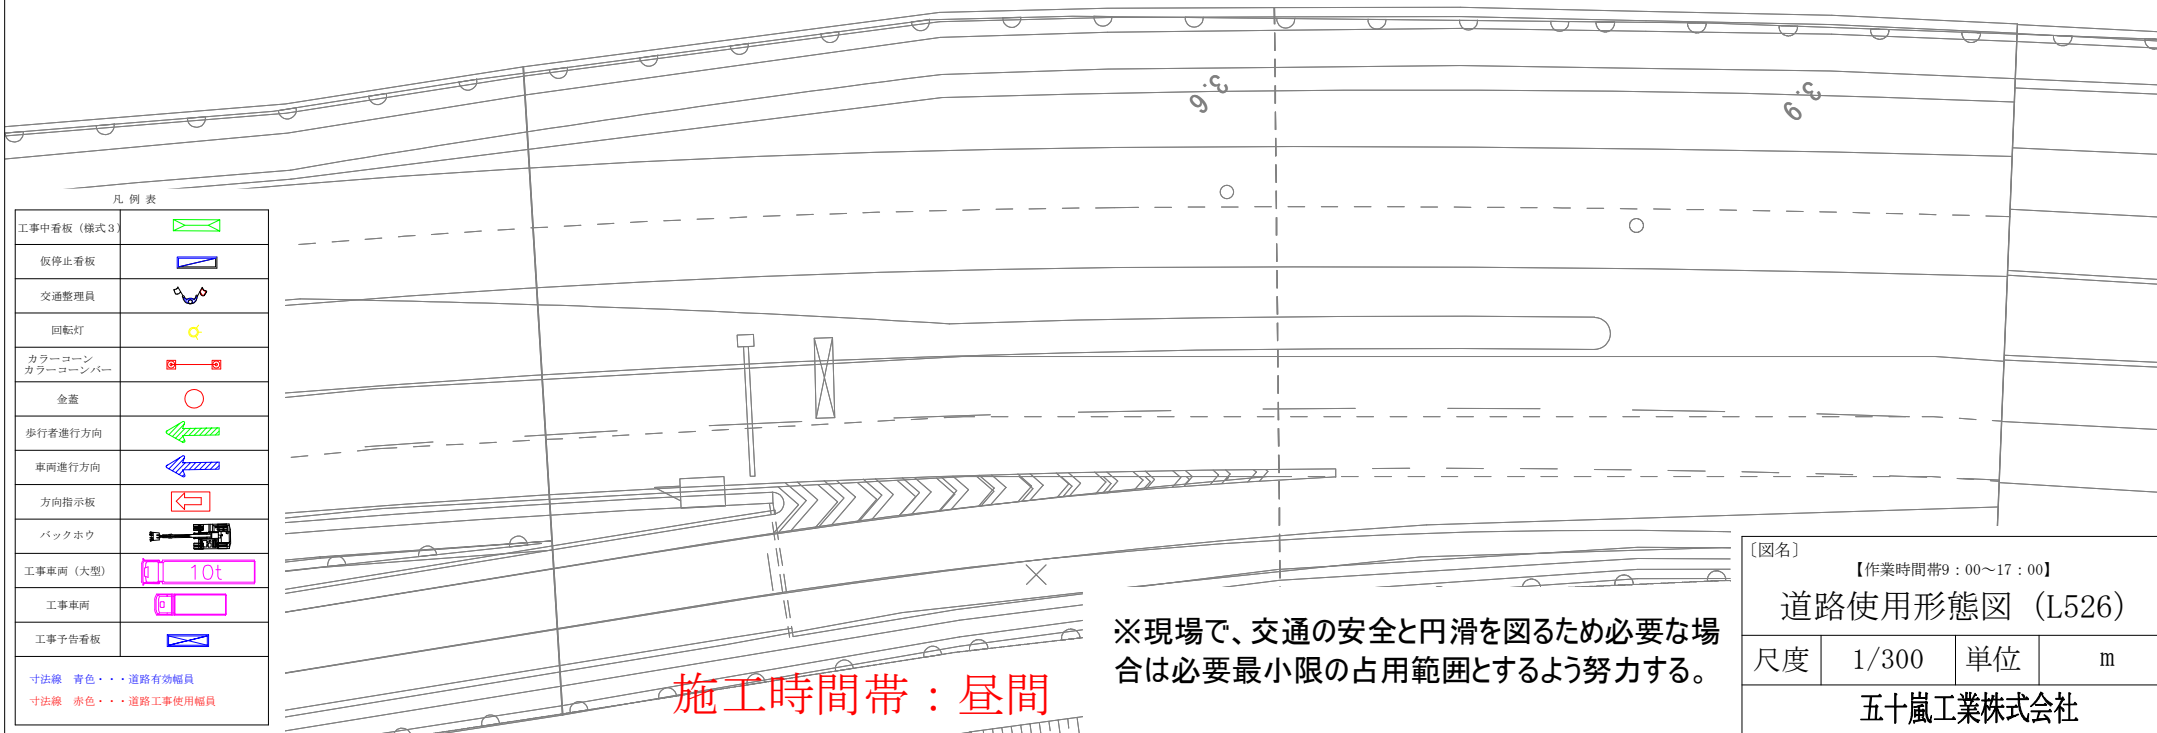 3.6
3.9
凡 例 表
工事中看板（様式３）
仮停止看板
交通整理員
回転灯
カラーコーン
カラーコーンバー
金蓋
歩行者進行方向
車両進行方向
方向指示板
バックホウ
工事車両（大型）
10t
工事車両
工事予告看板
寸法線　青色・・・道路有効幅員
寸法線　赤色・・・道路工事使用幅員
施工時間帯：昼間
※現場で、交通の安全と円滑を図るため必要な場
合は必要最小限の占用範囲とするよう努力する。
〔図名〕
【作業時間帯9：00〜17：00】
道路使用形態図（L526）
尺度 1/300 単位 m
五十嵐工業株式会社